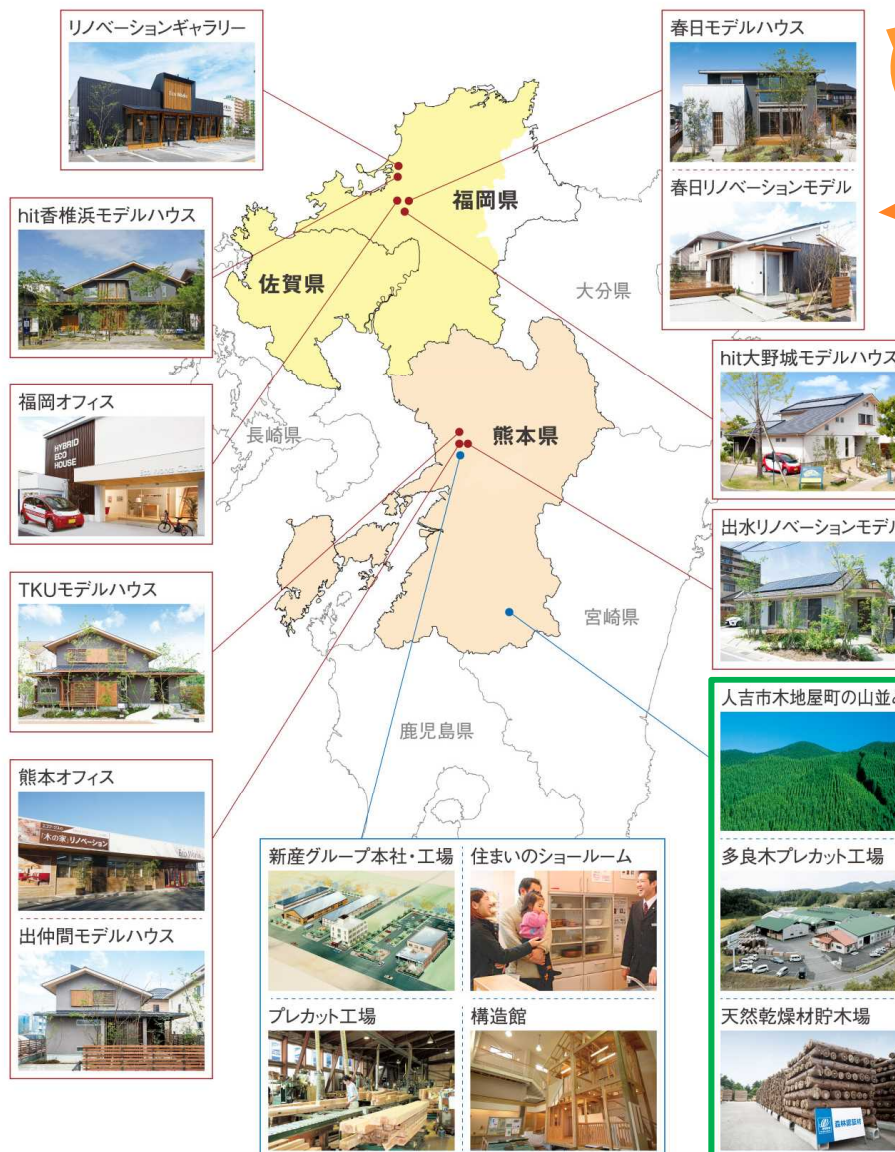 リノベーションギャラリー
Eco Works
春日モデルハウス
春日リノベーションモデル
福岡県
hit香椎浜モデルハウス
佐賀県
大分県
hit大野城モデルハウス
福岡オフィス
HYBRID
ECO
HOUSE
Eco Works
長崎県
熊本県
出水リノベーションモデル
TKUモデルハウス
宮崎県
人吉市木地屋町の山並み
鹿児島県
熊本オフィス
「木の家」リノベーション
Eco Works
新産グループ本社・工場
住まいのショールーム
多良木プレカット工場
出仲間モデルハウス
プレカット工場
構造館
天然乾燥材貯木場